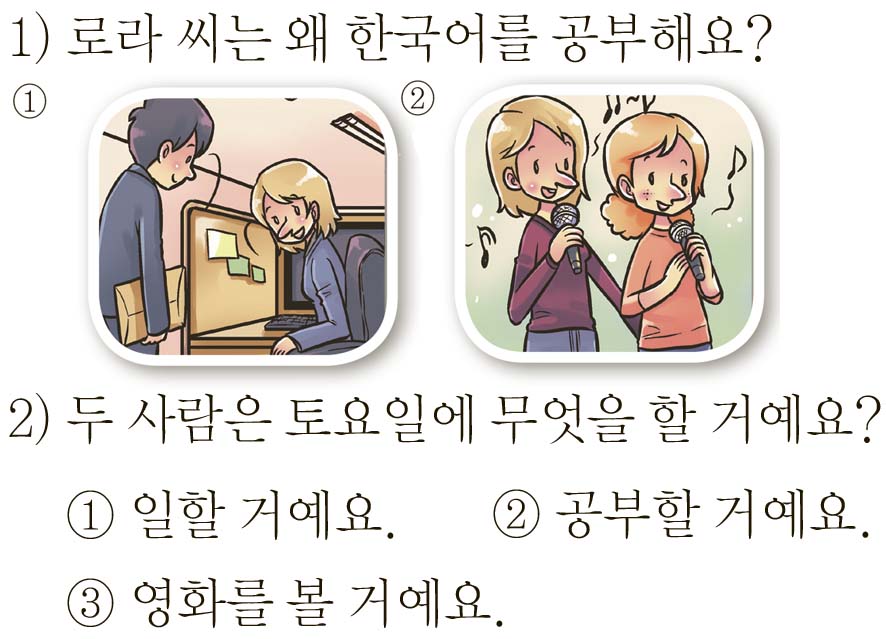 1) 로라 씨는 왜 한국어를 공부해요?
① ②
2) 두 사람은 토요일에 무엇을 할 거예요?
① 일할 거예요. ② 공부할 거예요.
③ 영화를 볼 거예요.